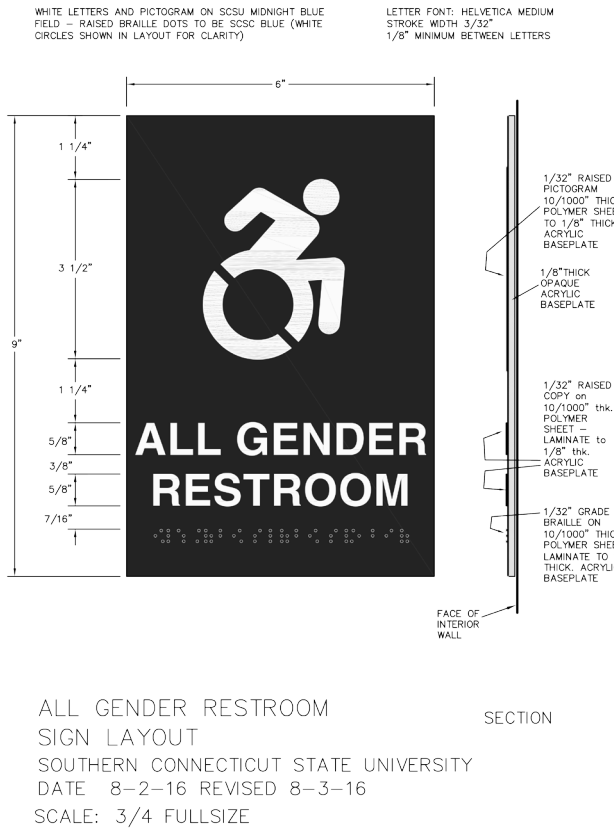 WHITE LETTERS AND PICTOGRAM ON SCSU MIDNIGHT BLUE
FIELD – RAISED BRAILLE DOTS TO BE SCSC BLUE (WHITE
CIRCLES SHOWN IN LAYOUT FOR CLARITY)
LETTER FONT: HELVETICA MEDIUM
STROKE WIDTH 3/32"
1/8" MINIMUM BETWEEN LETTERS
6"
1 1/4"
3 1/2"
9"
1 1/4"
5/8"
3/8"
5/8"
7/16"
ALL GENDER
RESTROOM
1/32" RAISED
PICTOGRAM
10/1000" THIC
POLYMER SHEE
TO 1/8" THICK
ACRYLIC
BASEPLATE
1/8"THICK
OPAQUE
ACRYLIC
BASEPLATE
1/32" RAISED
COPY on
10/1000" thk.
POLYMER
SHEET –
LAMINATE to
1/8" thk.
ACRYLIC
BASEPLATE
1/32" GRADE
BRAILLE ON
10/1000" THIC
POLYMER SHEE
LAMINATE TO
THICK. ACRYLI
BASEPLATE
FACE OF
INTERIOR
WALL
ALL GENDER RESTROOM
SIGN LAYOUT
SOUTHERN CONNECTICUT STATE UNIVERSITY
DATE 8–2–16 REVISED 8–3–16
SCALE: 3/4 FULLSIZE
SECTION